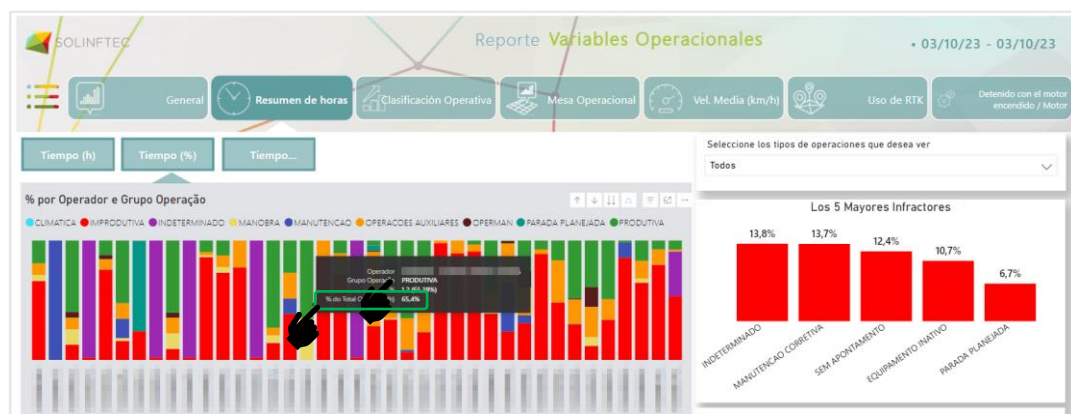 SOLINFTEC
Reporte Variables Operacionales
• 03/10/23 - 03/10/23
General
Resumen de horas
Clasificación Operativa
Mesa Operacional
Vel. Media (km/h)
Uso de RTK
Detenido con el motor
encendido / Motor
Tiempo (h)
Tiempo (%)
Tiempo...
Seleccione los tipos de operaciones que desea ver
Todos
% por Operador e Grupo Operação
CLIMATICA IMPRODUTIVA INDETERMINADO MANOBRA MANUTENCAO OPERACOES AUXILIARES OPERMAN PARADA PLANEJADA PRODUTIVA
Operador
Grupo Operação PRODUTIVA
% do Total 65,4%
Los 5 Mayores Infractores
13,8%
13,7%
12,4%
10,7%
6,7%
INDETERMINADO
MANUTENCAO CORRETIVA
SEM APONTAMENTO
EQUIPAMENTO INATIVO
PARADA PLANEJADA